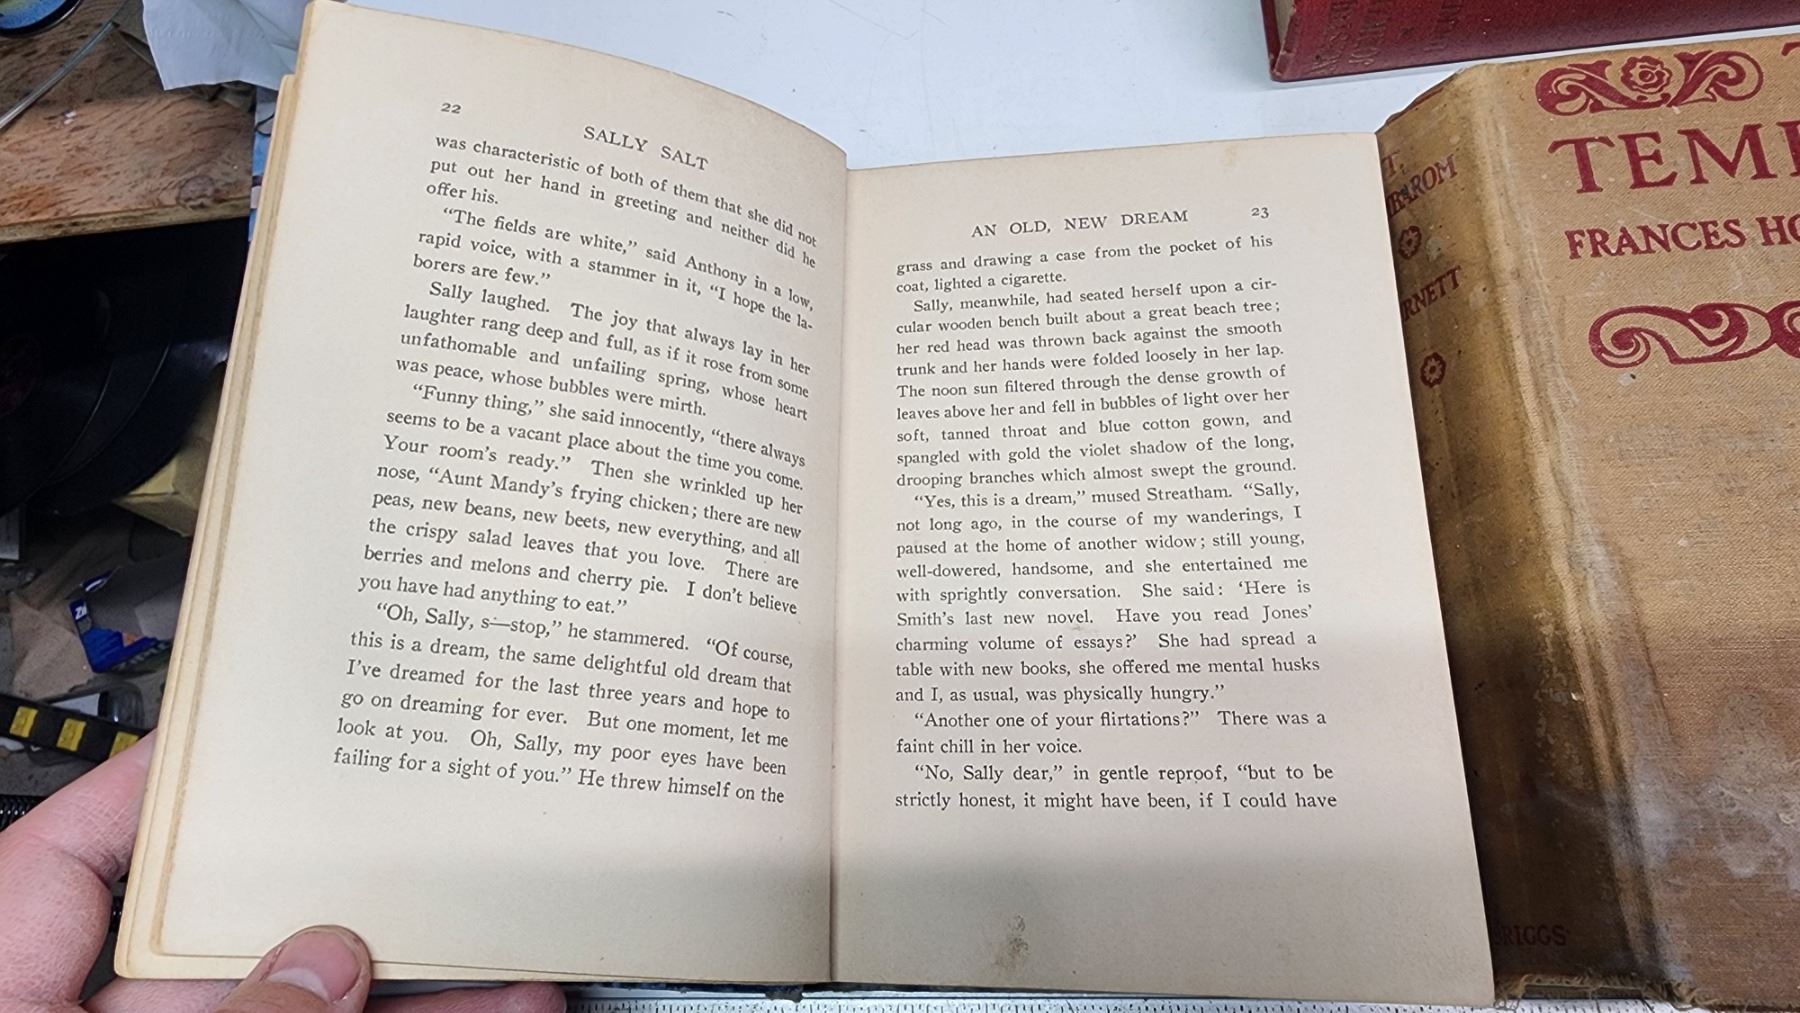 22
SALLY SALT
was characteristic of both of them that she did not
put out her hand in greeting and neither did he
offer his.
“The fields are white,” said Anthony in a low,
rapid voice, with a stammer in it, “I hope the la-
borers are few.”
Sally laughed. The joy that always lay in her
laughter rang deep and full, as if it rose from some
unfathomable and unfailing spring, whose heart
was peace, whose bubbles were mirth.
“Funny thing,” she said innocently, “there always
seems to be a vacant place about the time you come.
Your room’s ready.” Then she wrinkled up her
nose, “Aunt Mandy’s frying chicken; there are new
peas, new beans, new beets, new everything, and all
the crispy salad leaves that you love. There are
berries and melons and cherry pie. I don’t believe
you have had anything to eat.”
“Oh, Sally, s—stop,” he stammered. “Of course,
this is a dream, the same delightful old dream that
I’ve dreamed for the last three years and hope to
go on dreaming for ever. But one moment, let me
look at you. Oh, Sally, my poor eyes have been
failing for a sight of you.” He threw himself on the
AN OLD, NEW DREAM 23
grass and drawing a case from the pocket of his
coat, lighted a cigarette.
Sally, meanwhile, had seated herself upon a cir-
cular wooden bench built about a great beach tree;
her red head was thrown back against the smooth
trunk and her hands were folded loosely in her lap.
The noon sun filtered through the dense growth of
leaves above her and fell in bubbles of light over her
soft, tanned throat and blue cotton gown, and
spangled with gold the violet shadow of the long,
drooping branches which almost swept the ground.
“Yes, this is a dream,” mused Streatham. “Sally,
not long ago, in the course of my wanderings, I
paused at the home of another widow; still young,
well-dowered, handsome, and she entertained me
with sprightly conversation. She said: ‘Here is
Smith’s last new novel. Have you read Jones’
charming volume of essays?’ She had spread a
table with new books, she offered me mental husks
and I, as usual, was physically hungry.”
“Another one of your flirtations?” There was a
faint chill in her voice.
“No, Sally dear,” in gentle reproof, “but to be
strictly honest, it might have been, if I could have
T.
RNETT
RIGGS
TEM
FRANCES HO